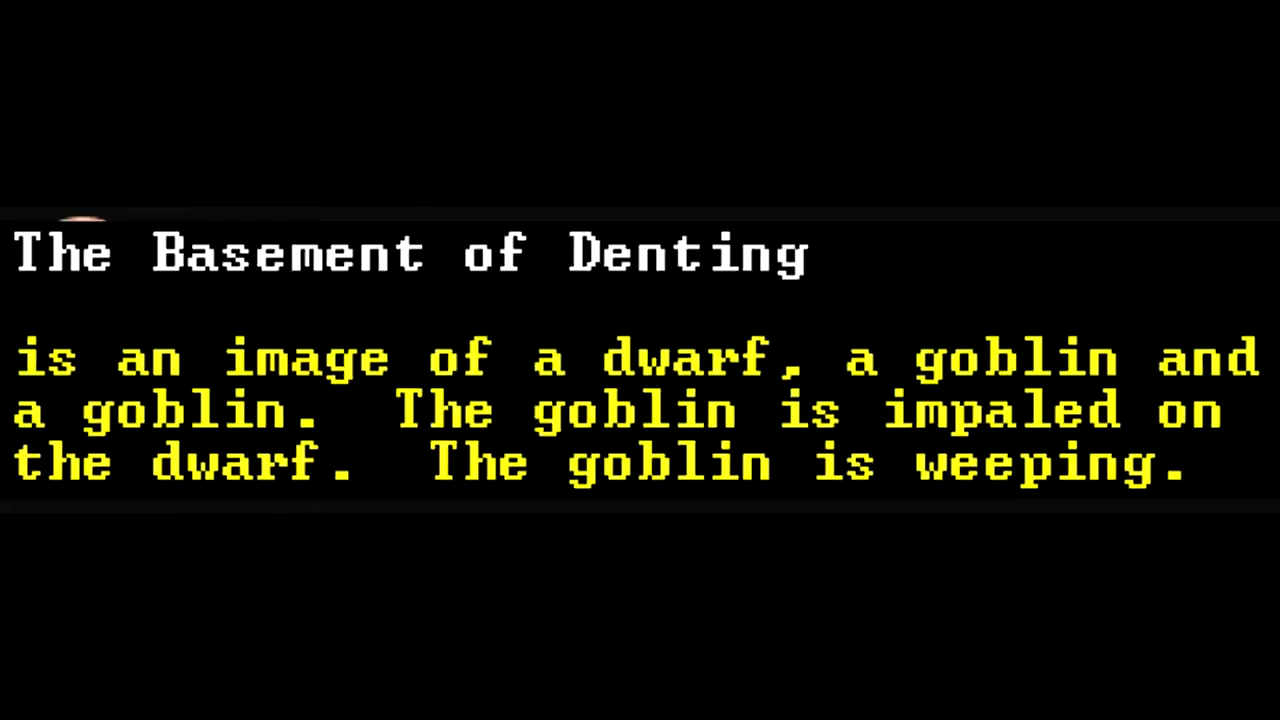 The Basement of Denting
is an image of a dwarf, a goblin and
a goblin.  The goblin is impaled on
the dwarf.  The goblin is weeping.